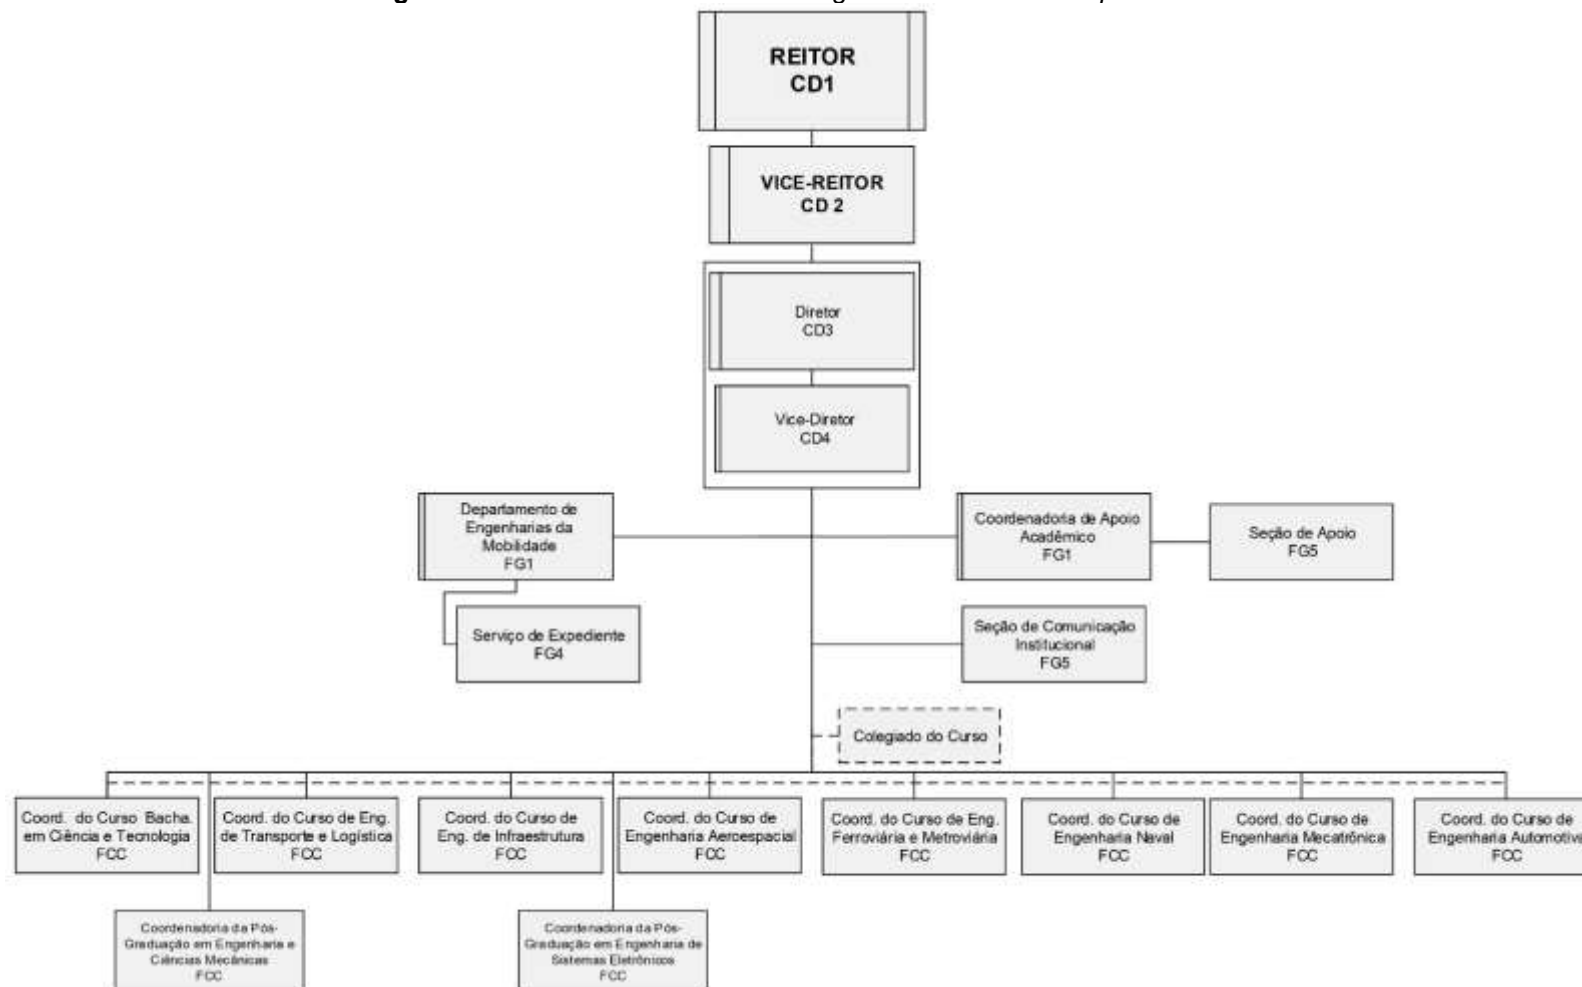 REITOR
CD1
VICE-REITOR
CD 2
Diretor
CD3
Vice-Diretor
CD4
Departamento de
Engenharias da
Mobilidade
FG1
Coordenadoria de Apoio
Acadêmico
FG1
Seção de Apoio
FG5
Serviço de Expediente
FG4
Seção de Comunicação
Institucional
FG5
Colegiado do Curso
Coord. do Curso Bacha.
em Ciência e Tecnologia
FCC
Coord. do Curso de Eng.
de Transporte e Logística
FCC
Coord. do Curso de
Eng. de Infraestrutura
FCC
Coord. do Curso de
Engenharia Aeroespacial
FCC
Coord. do Curso de Eng.
Ferroviária e Metroviária
FCC
Coord. do Curso de
Engenharia Naval
FCC
Coord. do Curso de
Engenharia Mecatrônica
FCC
Coord. do Curso de
Engenharia Automotiva
FCC
Coordenadoria da Pós-
Graduação em Engenharia e
Ciências Mecânicas
FCC
Coordenadoria da Pós-
Graduação em Engenharia de
Sistemas Eletrônicos
FCC